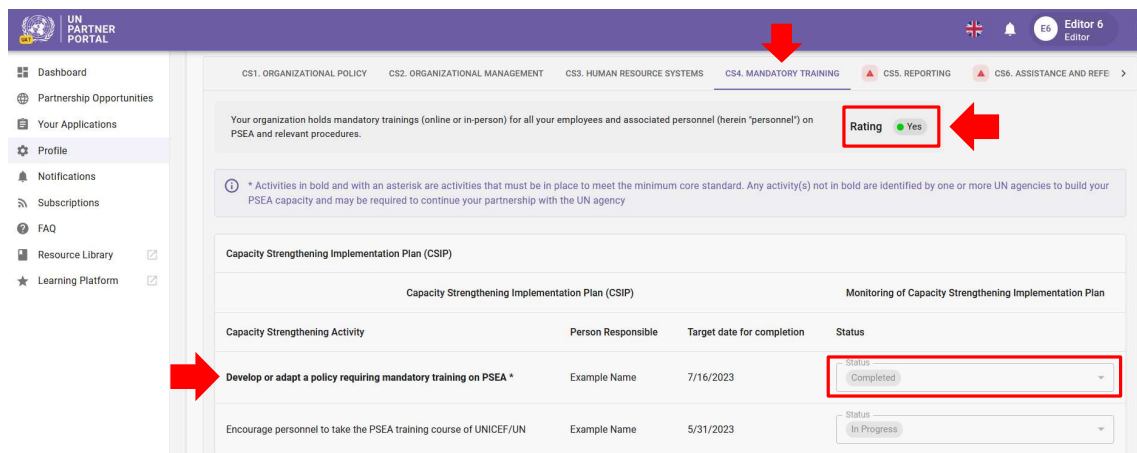 UN
PARTNER
PORTAL
UAT
E6
Editor 6
Editor
Dashboard
Partnership Opportunities
Your Applications
Profile
Notifications
Subscriptions
FAQ
Resource Library
Learning Platform
CS1. ORGANIZATIONAL POLICY CS2. ORGANIZATIONAL MANAGEMENT CS3. HUMAN RESOURCE SYSTEMS CS4. MANDATORY TRAINING CS5. REPORTING CS6. ASSISTANCE AND REFE
Your organization holds mandatory trainings (online or in-person) for all your employees and associated personnel (herein "personnel") on
PSEA and relevant procedures.
Rating Yes
* Activities in bold and with an asterisk are activities that must be in place to meet the minimum core standard. Any activity(s) not in bold are identified by one or more UN agencies to build your
PSEA capacity and may be required to continue your partnership with the UN agency
Capacity Strengthening Implementation Plan (CSIP)
Capacity Strengthening Implementation Plan (CSIP) Monitoring of Capacity Strengthening Implementation Plan
Capacity Strengthening Activity Person Responsible Target date for completion Status
Status
Develop or adapt a policy requiring mandatory training on PSEA * Example Name 7/16/2023 Completed
Status
Encourage personnel to take the PSEA training course of UNICEF/UN Example Name 5/31/2023 In Progress